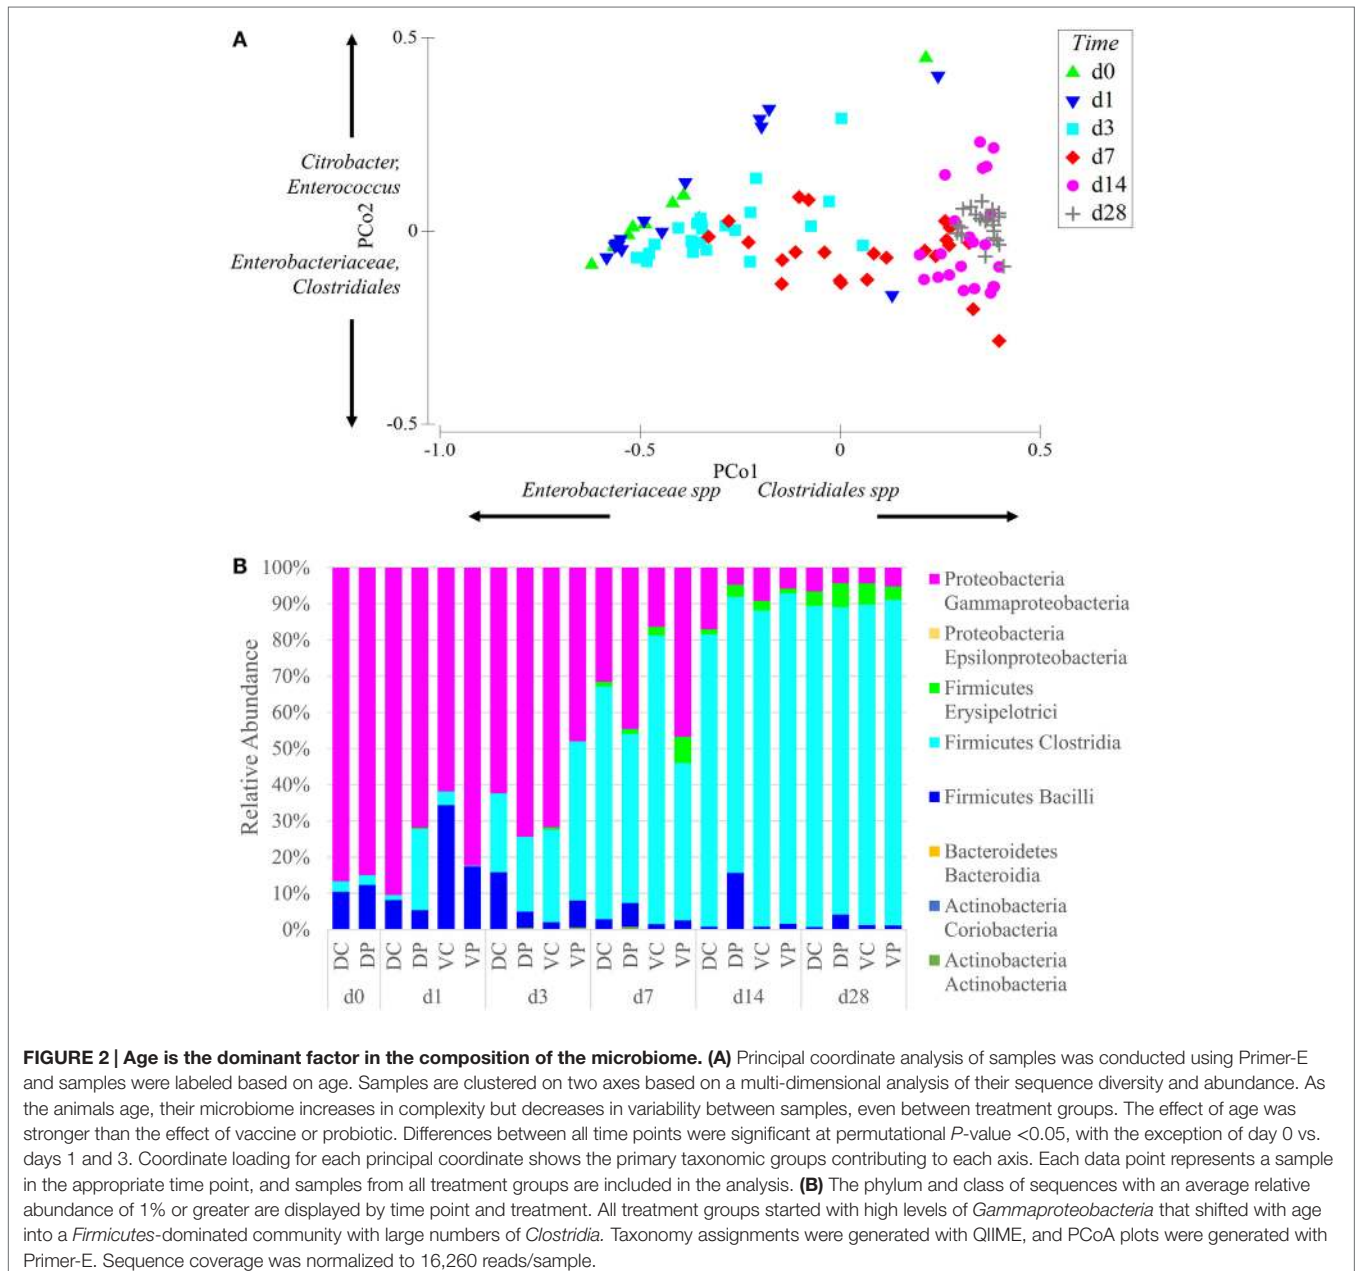 A
0.5
0
-0.5
PCo2
Citrobacter,
Enterococcus
Enterobacteriaceae,
Clostridiales
-1.0
-0.5
0
0.5
PCo1
Enterobacteriaceae spp
Clostridiales spp
Time
d0
d1
d3
d7
d14
d28
B
Relative Abundance
100%
90%
80%
70%
60%
50%
40%
30%
20%
10%
0%
DC DP DC DP VC VP DC DP VC VP DC DP VC VP DC DP VC VP DC DP VC VP
d0 d1 d3 d7 d14 d28
Proteobacteria
Gammaproteobacteria
Proteobacteria
Epsilonproteobacteria
Firmicutes
Erysipelotrici
Firmicutes Clostridia
Firmicutes Bacilli
Bacteroidetes
Bacteroidia
Actinobacteria
Coriobacteria
Actinobacteria
Actinobacteria
FIGURE 2 | Age is the dominant factor in the composition of the microbiome. (A) Principal coordinate analysis of samples was conducted using Primer-E
and samples were labeled based on age. Samples are clustered on two axes based on a multi-dimensional analysis of their sequence diversity and abundance. As
the animals age, their microbiome increases in complexity but decreases in variability between samples, even between treatment groups. The effect of age was
stronger than the effect of vaccine or probiotic. Differences between all time points were significant at permutational P-value <0.05, with the exception of day 0 vs.
days 1 and 3. Coordinate loading for each principal coordinate shows the primary taxonomic groups contributing to each axis. Each data point represents a sample
in the appropriate time point, and samples from all treatment groups are included in the analysis. (B) The phylum and class of sequences with an average relative
abundance of 1% or greater are displayed by time point and treatment. All treatment groups started with high levels of Gammaproteobacteria that shifted with age
into a Firmicutes-dominated community with large numbers of Clostridia. Taxonomy assignments were generated with QIIME, and PCoA plots were generated with
Primer-E. Sequence coverage was normalized to 16,260 reads/sample.